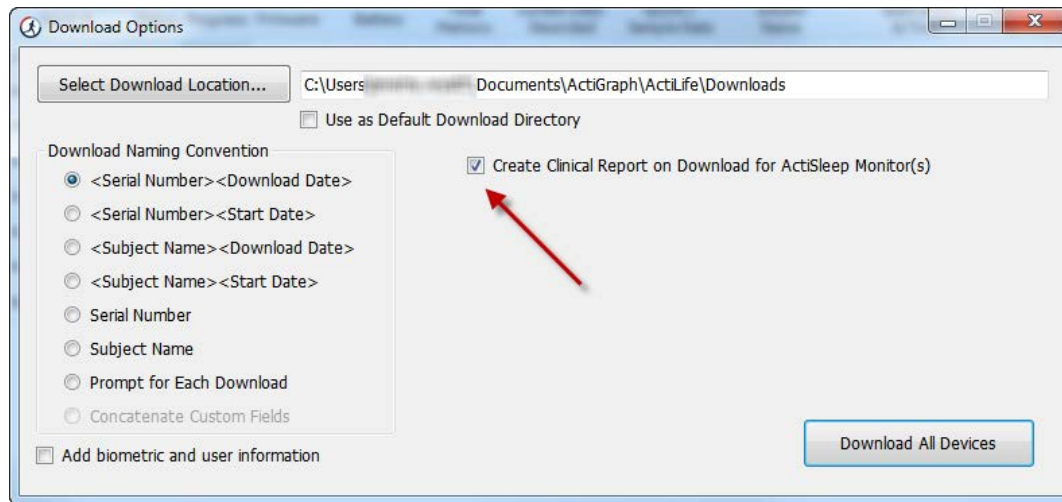 Download Options
Select Download Location...
C:\Users
Documents\ActiGraph\ActiLife\Downloads
Use as Default Download Directory
Download Naming Convention
Create Clinical Report on Download for ActiSleep Monitor(s)
<Serial Number><Download Date>
<Serial Number><Start Date>
<Subject Name><Download Date>
<Subject Name><Start Date>
Serial Number
Subject Name
Prompt for Each Download
Concatenate Custom Fields
Add biometric and user information
Download All Devices